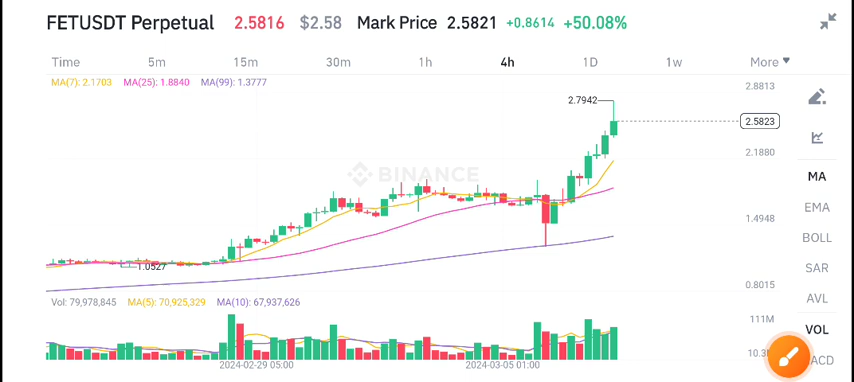 FETUSDT Perpetual 2.5816 $2.58 Mark Price 2.5821 +0.8614 +50.08%
Time 5m 15m 30m 1h 4h 1D 1w More
MA(7): 2.1703 MA(25): 1.8840 MA(99): 1.3777
2.8813
2.7942
2.5823
2.1880
BINANCE
1.4948
1.0527
0.8015
MA
EMA
BOLL
SAR
AVL
VOL
Vol: 79,978,845 MA(5): 70,925,329 MA(10): 67,937,626
111M
2024-02-29 05:00 2024-03-05 01:00